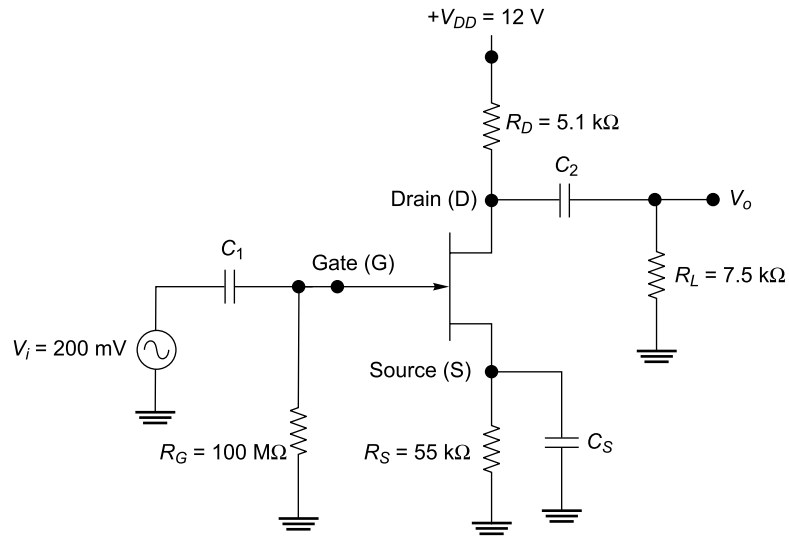 +VDD = 12 V
RD = 5.1 kΩ
C2
Drain (D)
Vo
C1
Gate (G)
RL = 7.5 kΩ
Vi = 200 mV
Source (S)
RG = 100 MΩ
RS = 55 kΩ
CS